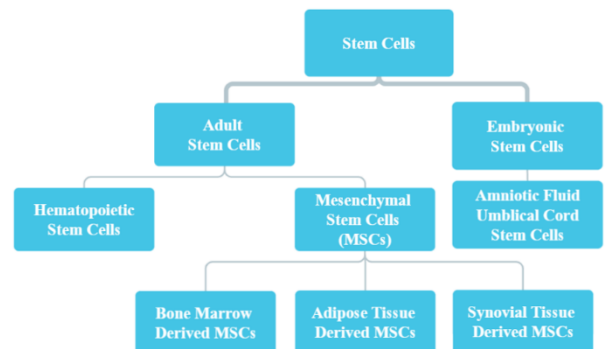 Stem Cells
Adult
Stem Cells
Embryonic
Stem Cells
Hematopoietic
Stem Cells
Mesenchymal
Stem Cells
(MSCs)
Amniotic Fluid
Umblical Cord
Stem Cells
Bone Marrow
Derived MSCs
Adipose Tissue
Derived MSCs
Synovial Tissue
Derived MSCs